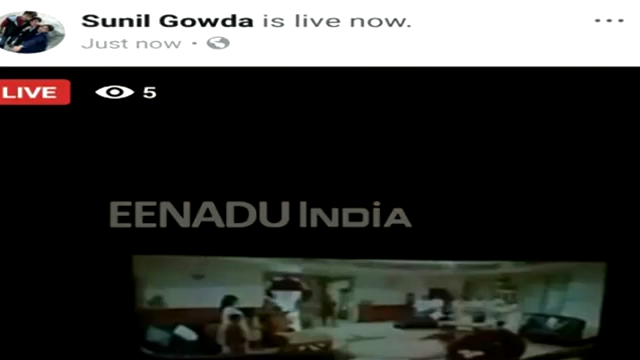 Sunil Gowda is live now.
Just now ·
LIVE 5
EENADU INDIA